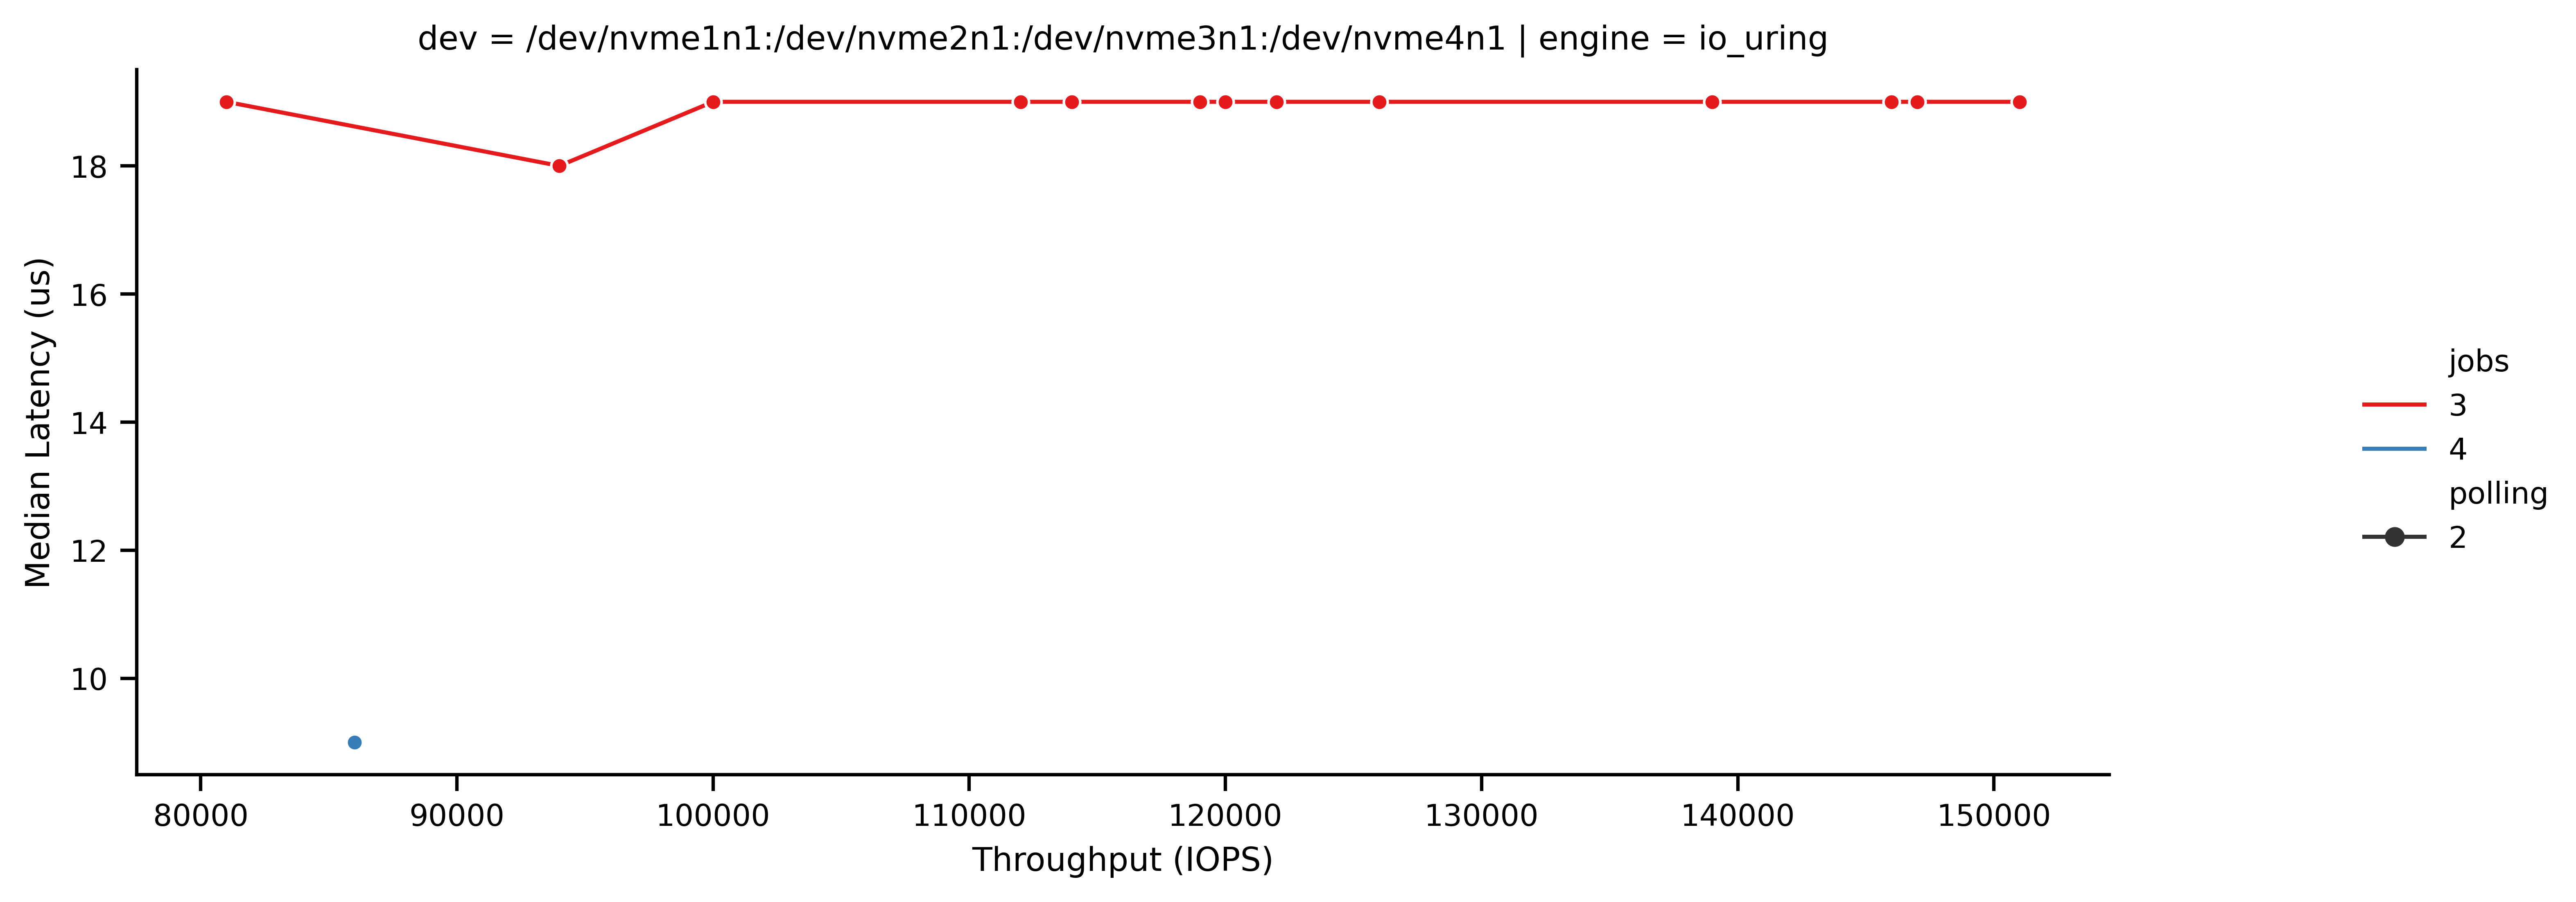 dev = /dev/nvme1n1:/dev/nvme2n1:/dev/nvme3n1:/dev/nvme4n1 | engine = io_uring
Median Latency (us)
18
16
14
12
10
80000 90000 100000 110000 120000 130000 140000 150000
Throughput (IOPS)
jobs
3
4
polling
2